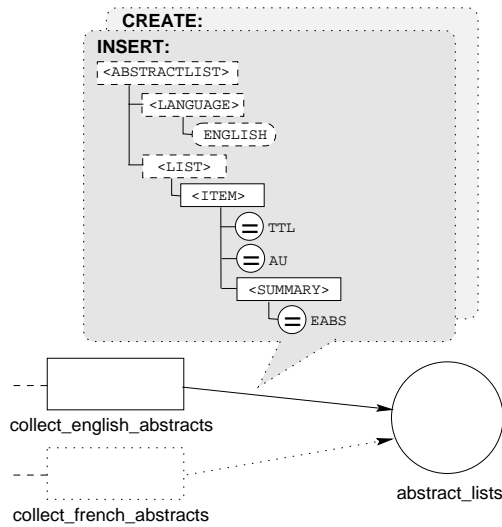 CREATE:
INSERT:
<ABSTRACTLIST>
<LANGUAGE>
ENGLISH
<LIST>
<ITEM>
= TTL
= AU
<SUMMARY>
= EABS
collect_english_abstracts
abstract_lists
collect_french_abstracts